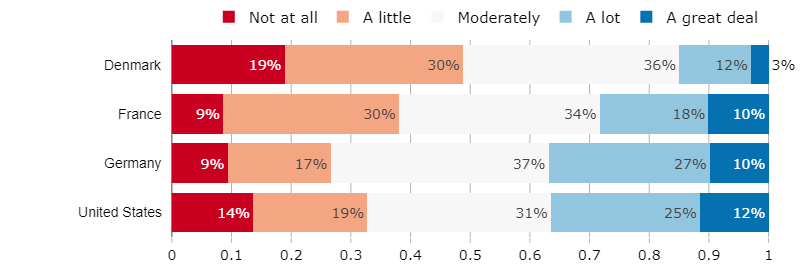 Not at all A little Moderately A lot A great deal
Denmark 19% 30% 36% 12% 3%
France 9% 30% 34% 18% 10%
Germany 9% 17% 37% 27% 10%
United States 14% 19% 31% 25% 12%
0 0.1 0.2 0.3 0.4 0.5 0.6 0.7 0.8 0.9 1